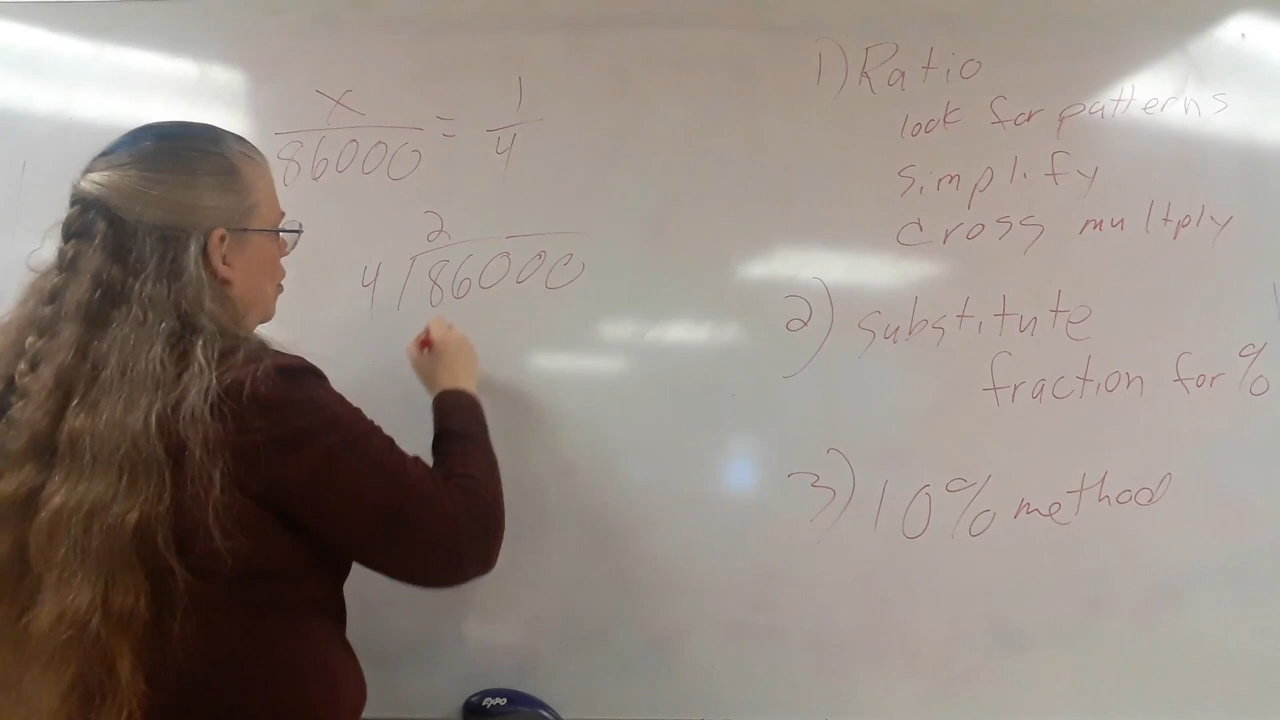 x/86000 = 1/4
2
4 86000
1) Ratio
look for patterns
simplify
cross multply
2) substitute
fraction for %
3) 10% method
EXPO